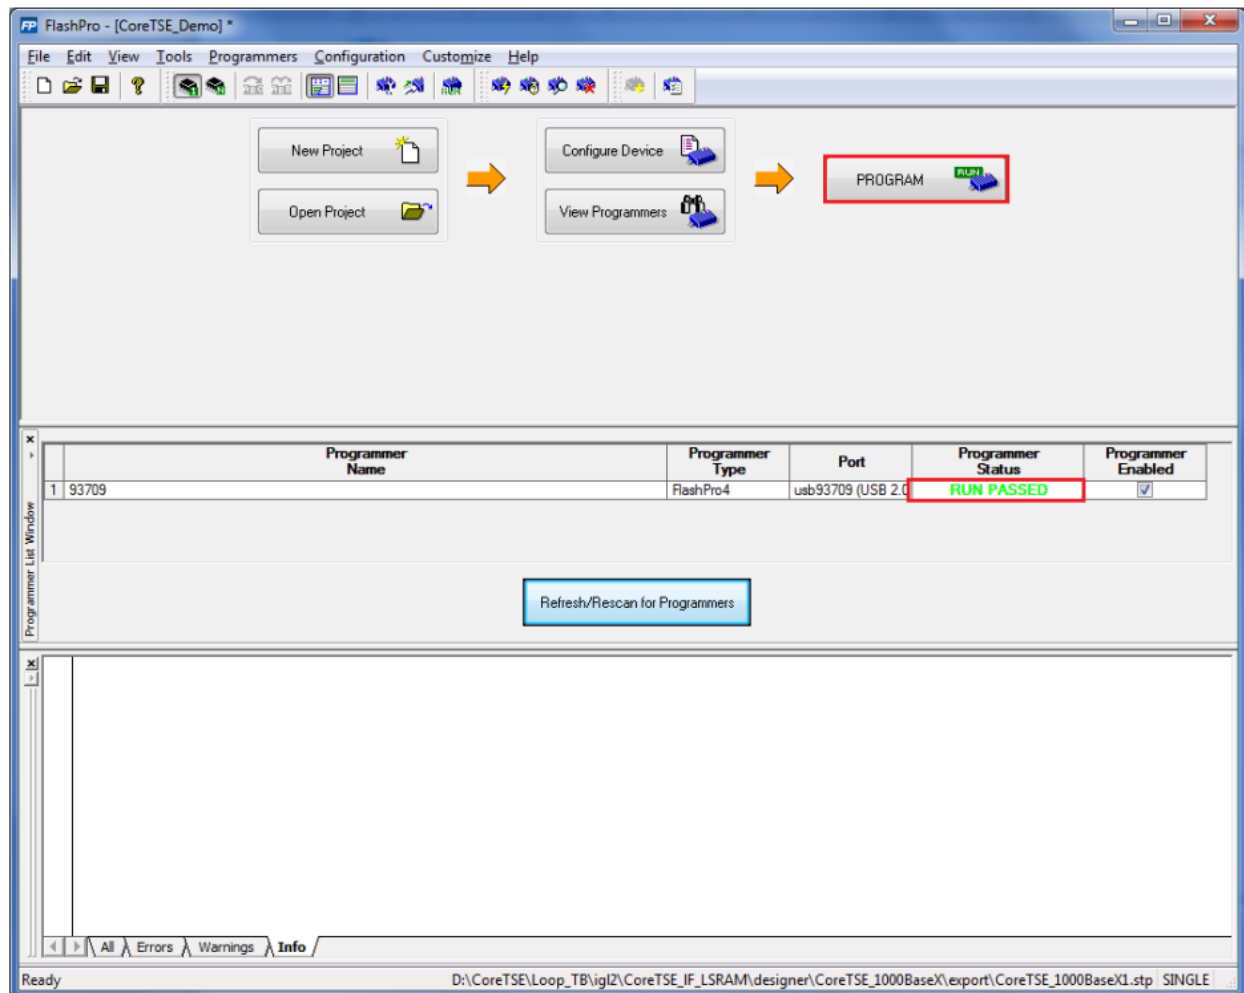 FP FlashPro - [CoreTSE_Demo] *
File Edit View Tools Programmers Configuration Customize Help
New Project
Configure Device
PROGRAM
RUN
Open Project
View Programmers
Programmer Name
Programmer Type
Port
Programmer Status
Programmer Enabled
1 93709 FlashPro4 usb93709 (USB 2.0 RUN PASSED
Programmer List Window
Refresh/Rescan for Programmers
All Errors Warnings Info
Ready D:\CoreTSE\Loop_TB\igl2\CoreTSE_IF_LSRAM\designer\CoreTSE_1000BaseX\export\CoreTSE_1000BaseX1.stp SINGLE